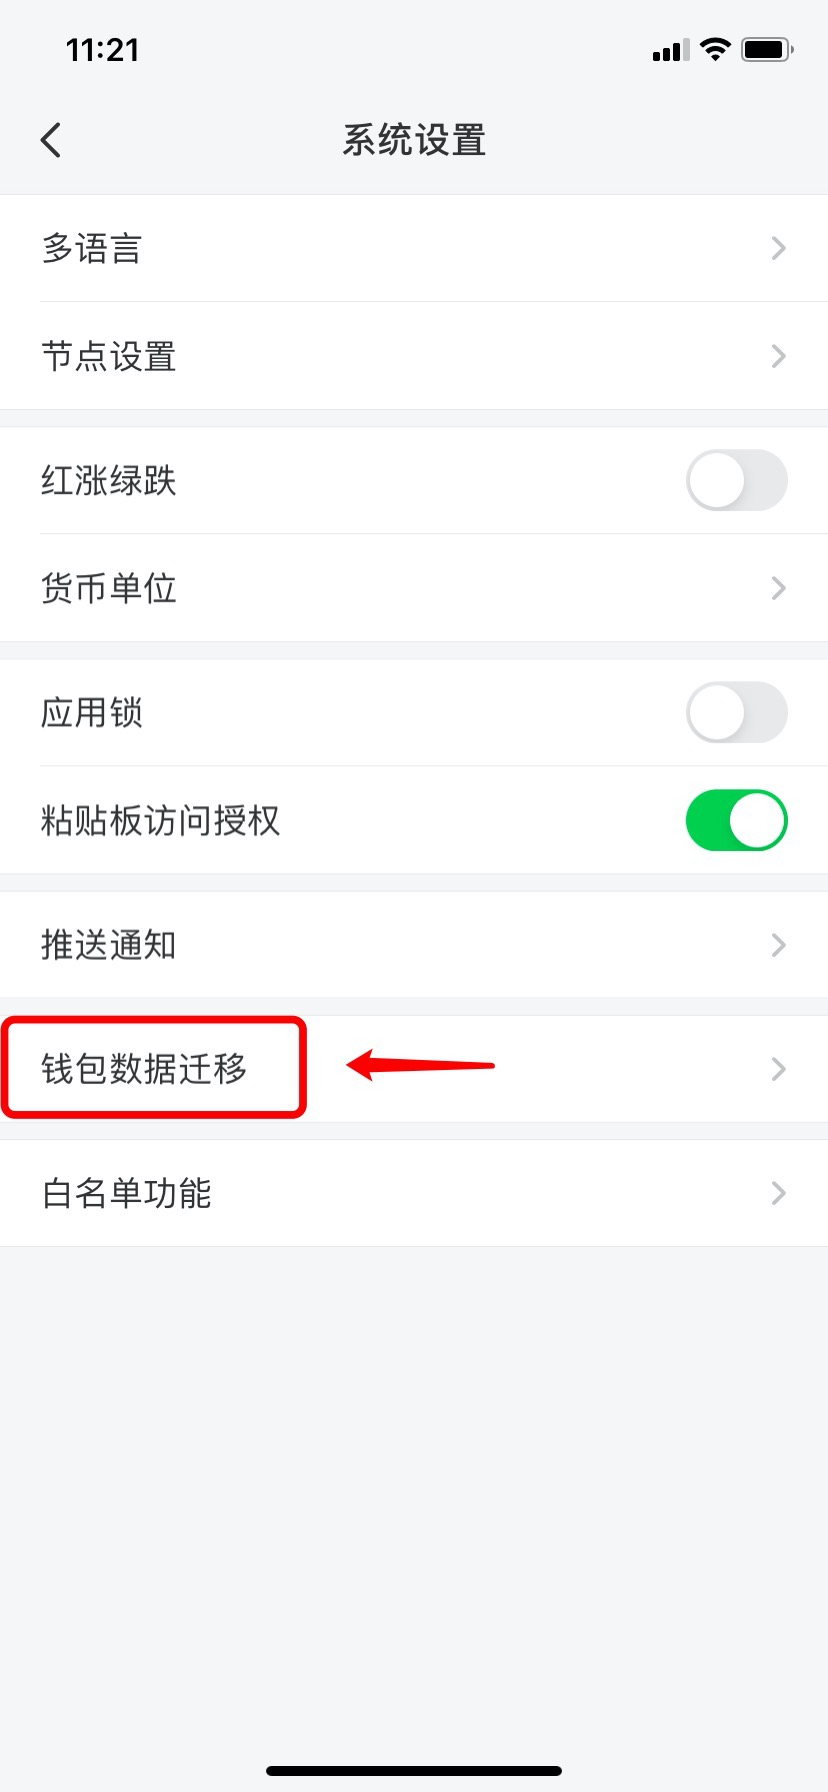 11:21
系统设置
多语言
节点设置
红涨绿跌
货币单位
应用锁
粘贴板访问授权
推送通知
钱包数据迁移
白名单功能